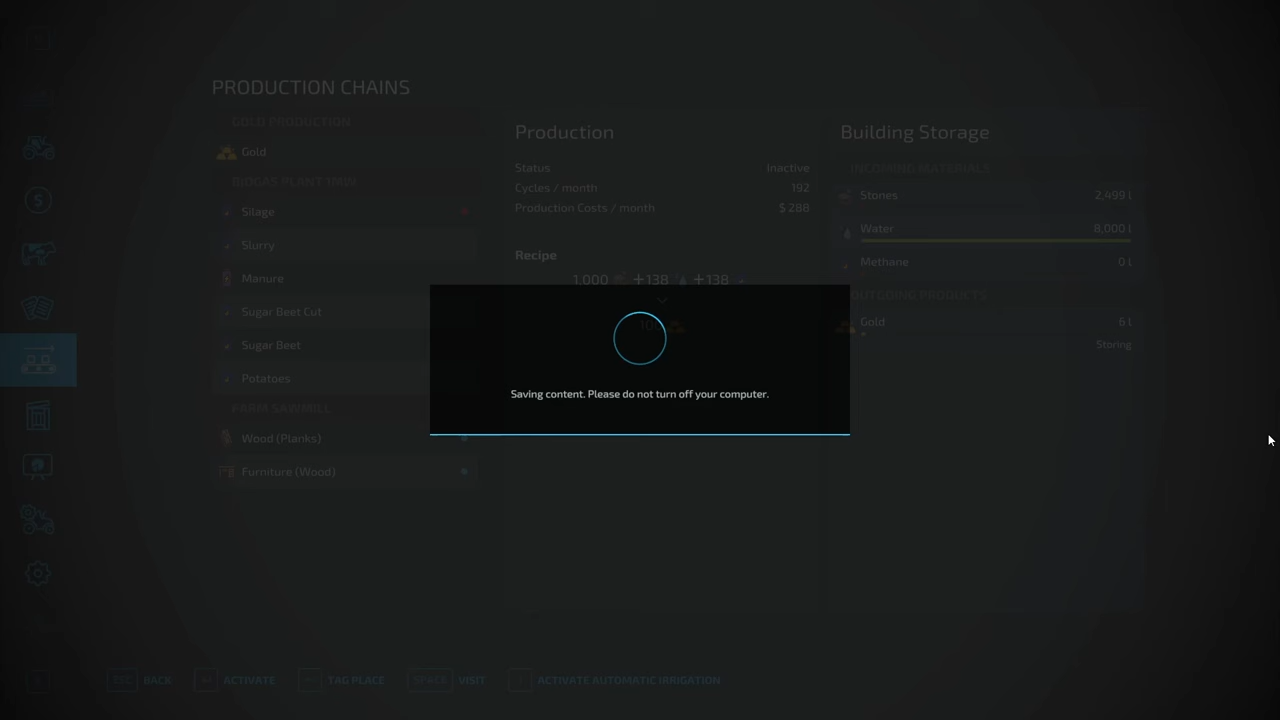 PRODUCTION CHAINS
GOLD PRODUCTION
Gold
BIOGAS PLANT 1MW
Silage
Slurry
Manure
Sugar Beet Cut
Sugar Beet
Potatoes
FARM SAWMILL
Wood (Planks)
Furniture (Wood)
Production
Status Inactive
Cycles / month 192
Production Costs / month $ 288
Recipe
1,000 +138 +138
Building Storage
INCOMING MATERIALS
Stones 2,499 l
Water 8,000 l
Methane 0 l
OUTGOING PRODUCTS
Gold 6 l
Storing
Saving content. Please do not turn off your computer.
ESC BACK ACTIVATE TAG PLACE SPACE VISIT ACTIVATE AUTOMATIC IRRIGATION